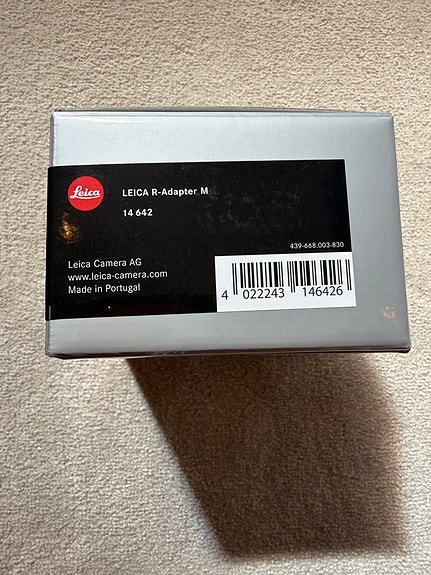 Leica
LEICA R-Adapter M
14 642
439-668.003-830
Leica Camera AG
www.leica-camera.com
Made in Portugal
4 022243 146426